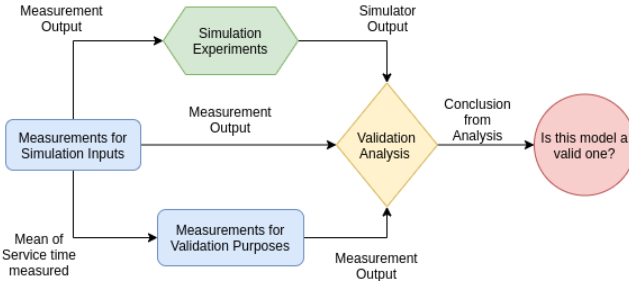 Measurement
Output
Simulation
Experiments
Simulator
Output
Measurements for
Simulation Inputs
Measurement
Output
Validation
Analysis
Conclusion
from
Analysis
Is this model a
valid one?
Mean of
Service time
measured
Measurements for
Validation Purposes
Measurement
Output